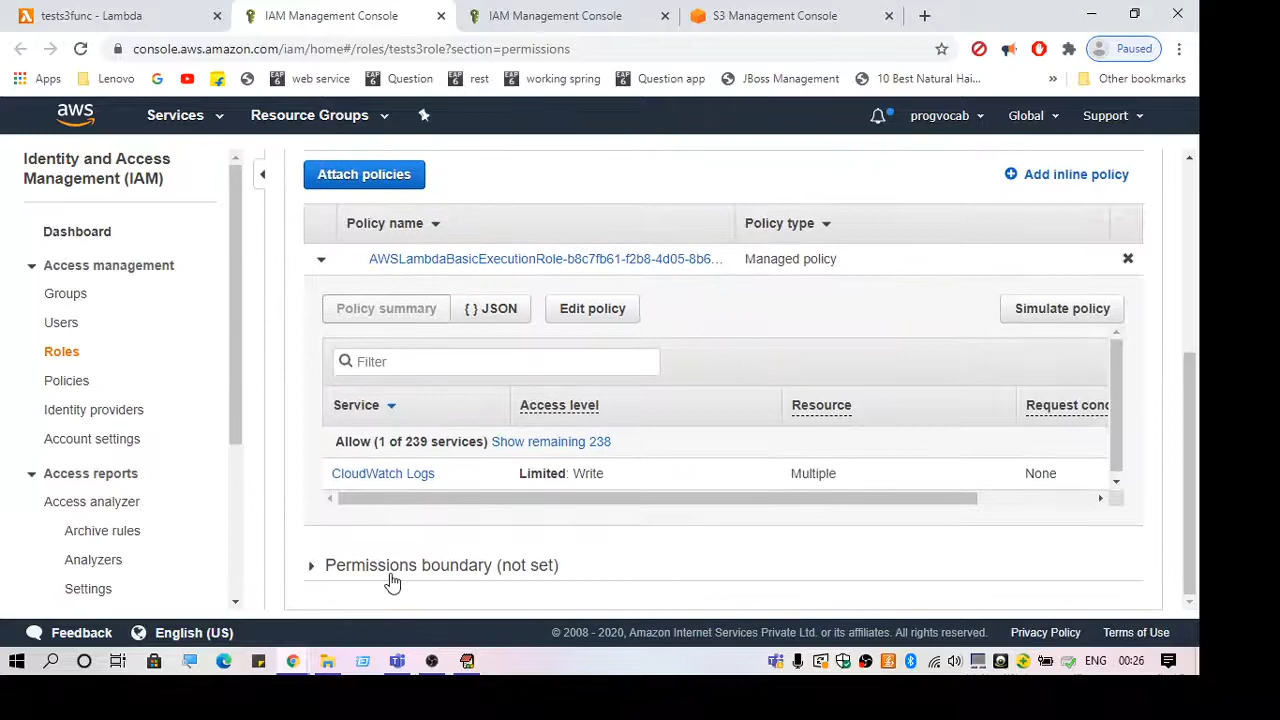 tests3func - Lambda
IAM Management Console
IAM Management Console
S3 Management Console
console.aws.amazon.com/iam/home#/roles/tests3role?section=permissions
Paused
Apps
Lenovo
web service
Question
rest
working spring
Question app
JBoss Management
10 Best Natural Hai...
»
Other bookmarks
aws
Services
Resource Groups
progvocab
Global
Support
Identity and Access
Management (IAM)
Dashboard
Access management
Groups
Users
Roles
Policies
Identity providers
Account settings
Access reports
Access analyzer
Archive rules
Analyzers
Settings
Attach policies
Add inline policy
Policy name
Policy type
AWSLambdaBasicExecutionRole-b8c7fb61-f2b8-4d05-8b6...
Managed policy
Policy summary
{ } JSON
Edit policy
Simulate policy
Filter
Service
Access level
Resource
Request cond
Allow (1 of 239 services) Show remaining 238
CloudWatch Logs
Limited: Write
Multiple
None
Permissions boundary (not set)
Feedback
English (US)
© 2008 - 2020, Amazon Internet Services Private Ltd. or its affiliates. All rights reserved.
Privacy Policy
Terms of Use
ENG
00:26